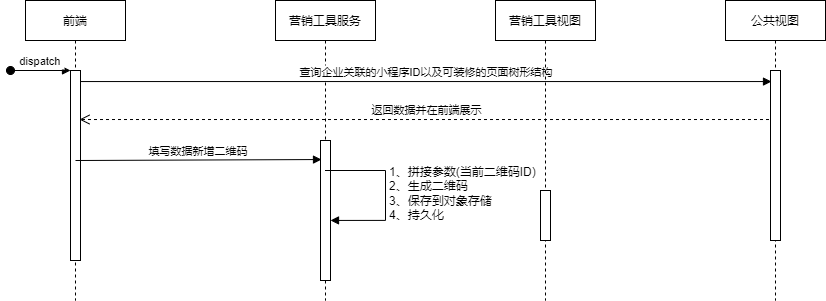 前端
营销工具服务
营销工具视图
公共视图
dispatch
查询企业关联的小程序ID以及可装修的页面树形结构
返回数据并在前端展示
填写数据新增二维码
1、拼接参数(当前二维码ID)
2、生成二维码
3、保存到对象存储
4、持久化